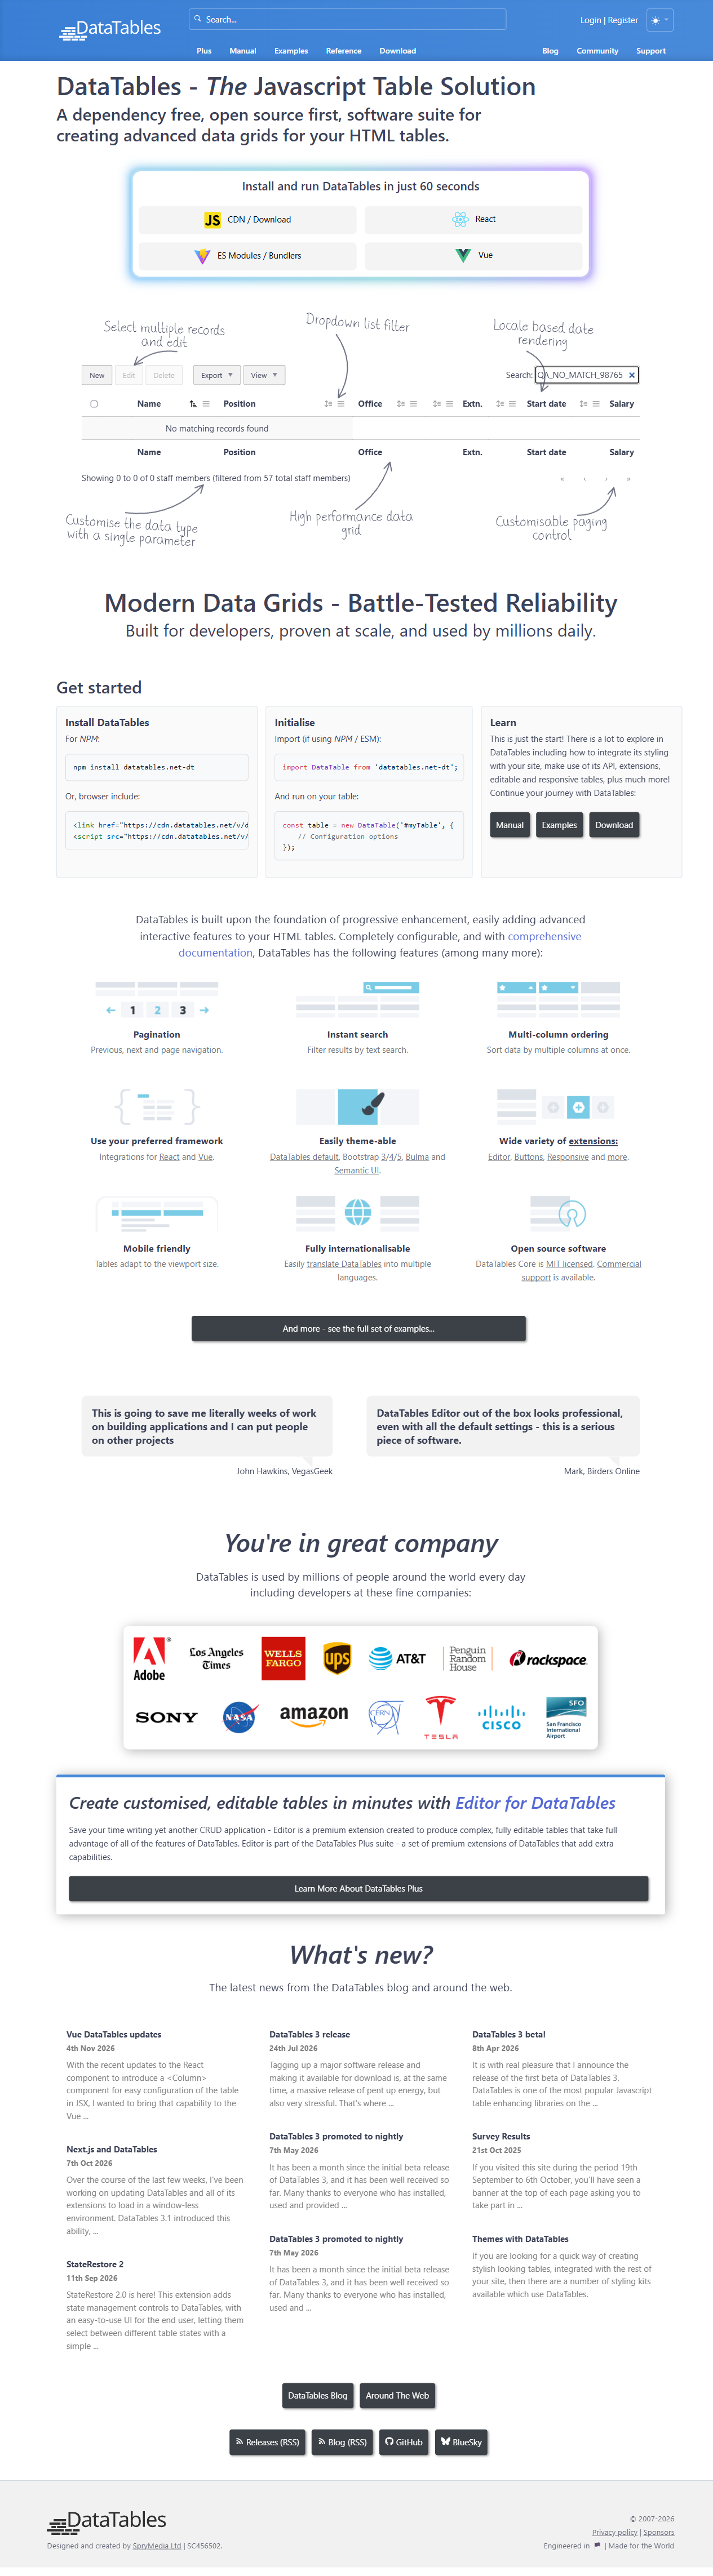 DataTables
Search...
Login | Register
Plus Manual Examples Reference Download Blog Community Support
DataTables - The Javascript Table Solution
A dependency free, open source first, software suite for
creating advanced data grids for your HTML tables.
Install and run DataTables in just 60 seconds
JS CDN / Download
React
ES Modules / Bundlers
Vue
Select multiple records
and edit
Dropdown list filter
Locale based date
rendering
New Edit Delete Export View
Search: QA_NO_MATCH_98765
Name Position Office Extn. Start date Salary
No matching records found
Name Position Office Extn. Start date Salary
Showing 0 to 0 of 0 staff members (filtered from 57 total staff members)
« ‹ › »
Customise the data type
with a single parameter
High performance data
grid
Customisable paging
control
Modern Data Grids - Battle-Tested Reliability
Built for developers, proven at scale, and used by millions daily.
Get started
Install DataTables
For NPM:
npm install datatables.net-dt
Or, browser include:
<link href="https://cdn.datatables.net/v/d
<script src="https://cdn.datatables.net/v/
Initialise
Import (if using NPM / ESM):
import DataTable from 'datatables.net-dt';
And run on your table:
const table = new DataTable('#myTable', {
// Configuration options
});
Learn
This is just the start! There is a lot to explore in
DataTables including how to integrate its styling
with your site, make use of its API, extensions,
editable and responsive tables, plus much more!
Continue your journey with DataTables:
Manual Examples Download
DataTables is built upon the foundation of progressive enhancement, easily adding advanced
interactive features to your HTML tables. Completely configurable, and with comprehensive
documentation, DataTables has the following features (among many more):
1 2 3
Pagination
Previous, next and page navigation.
Instant search
Filter results by text search.
Multi-column ordering
Sort data by multiple columns at once.
Use your preferred framework
Integrations for React and Vue.
Easily theme-able
DataTables default, Bootstrap 3/4/5, Bulma and
Semantic UI.
Wide variety of extensions:
Editor, Buttons, Responsive and more.
Mobile friendly
Tables adapt to the viewport size.
Fully internationalisable
Easily translate DataTables into multiple
languages.
Open source software
DataTables Core is MIT licensed. Commercial
support is available.
And more - see the full set of examples...
This is going to save me literally weeks of work
on building applications and I can put people
on other projects
John Hawkins, VegasGeek
DataTables Editor out of the box looks professional,
even with all the default settings - this is a serious
piece of software.
Mark, Birders Online
You're in great company
DataTables is used by millions of people around the world every day
including developers at these fine companies:
Adobe
Los Angeles
Times
WELLS
FARGO
ups
AT&T
Penguin
Random
House
rackspace
SONY
NASA
amazon
CERN
TESLA
CISCO
SFO
San Francisco
International
Airport
Create customised, editable tables in minutes with Editor for DataTables
Save your time writing yet another CRUD application - Editor is a premium extension created to produce complex, fully editable tables that take full
advantage of all of the features of DataTables. Editor is part of the DataTables Plus suite - a set of premium extensions of DataTables that add extra
capabilities.
Learn More About DataTables Plus
What's new?
The latest news from the DataTables blog and around the web.
Vue DataTables updates
4th Nov 2026
With the recent updates to the React
component to introduce a <Column>
component for easy configuration of the table
in JSX, I wanted to bring that capability to the
Vue ...
Next.js and DataTables
7th Oct 2026
Over the course of the last few weeks, I've been
working on updating DataTables and all of its
extensions to load in a window-less
environment. DataTables 3.1 introduced this
ability, ...
StateRestore 2
11th Sep 2026
StateRestore 2.0 is here! This extension adds
state management controls to DataTables, with
an easy-to-use UI for the end user, letting them
select between different table states with a
simple ...
DataTables 3 release
24th Jul 2026
Tagging up a major software release and
making it available for download is, at the same
time, a massive release of pent up energy, but
also very stressful. That's where ...
DataTables 3 promoted to nightly
7th May 2026
It has been a month since the initial beta release
of DataTables 3, and it has been well received so
far. Many thanks to everyone who has installed,
used and provided ...
DataTables 3 promoted to nightly
7th May 2026
It has been a month since the initial beta release
of DataTables 3, and it has been well received so
far. Many thanks to everyone who has installed,
used and ...
DataTables 3 beta!
8th Apr 2026
It is with real pleasure that I announce the
release of the first beta of DataTables 3.
DataTables is one of the most popular Javascript
table enhancing libraries on the ...
Survey Results
21st Oct 2025
If you visited this site during the period 19th
September to 6th October, you'll have seen a
banner at the top of each page asking you to
take part in ...
Themes with DataTables
If you are looking for a quick way of creating
stylish looking tables, integrated with the rest of
your site, then there are a number of styling kits
available which use DataTables.
DataTables Blog Around The Web
Releases (RSS) Blog (RSS) GitHub BlueSky
DataTables
Designed and created by SpryMedia Ltd | SC456502.
© 2007-2026
Privacy policy | Sponsors
Engineered in | Made for the World